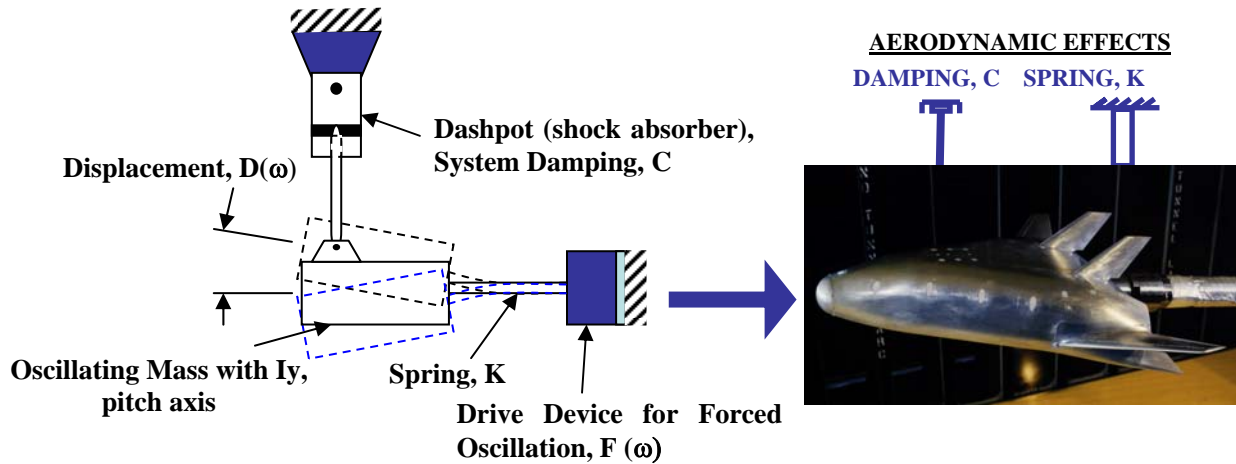 AERODYNAMIC EFFECTS
DAMPING, C SPRING, K
Dashpot (shock absorber),
System Damping, C
Displacement, D(ω)
Oscillating Mass with Iy,
pitch axis
Spring, K
Drive Device for Forced
Oscillation, F (ω)